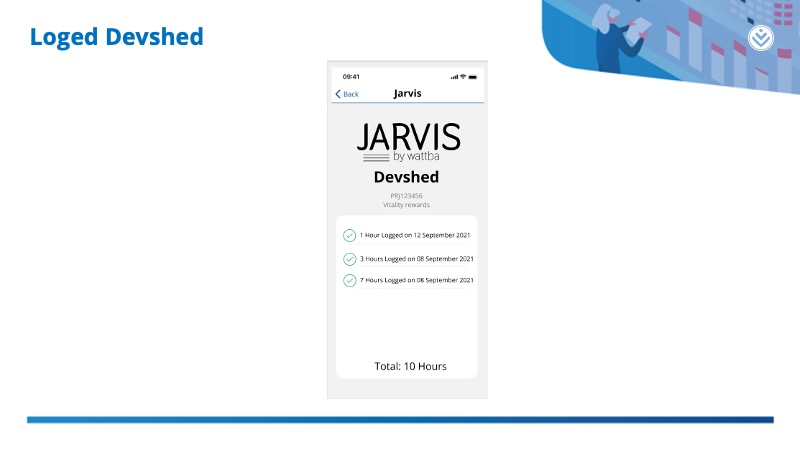 Loged Devshed
09:41
Back
Jarvis
JARVIS
by wattba
Devshed
PRJ123456
Vitality rewards
1 Hour Logged on 12 September 2021
3 Hours Logged on 08 September 2021
7 Hours Logged on 08 September 2021
Total: 10 Hours